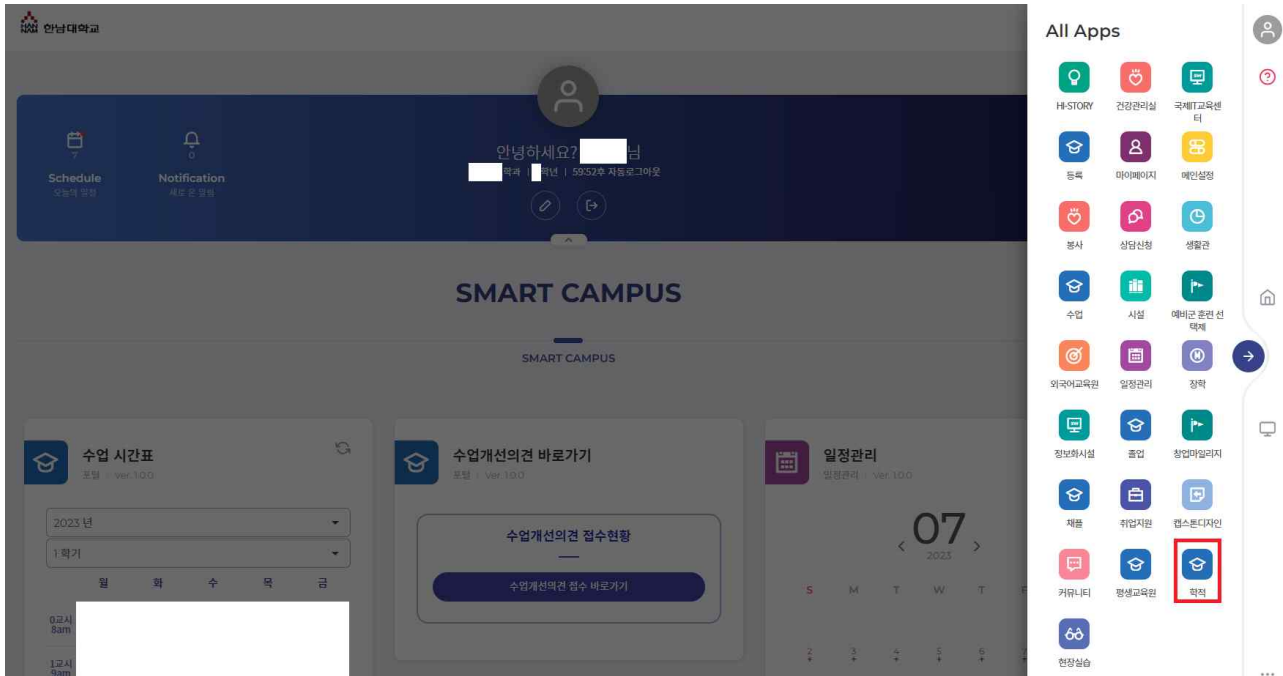 한남대학교
7
Schedule
오늘의 일정
0
Notification
새로 온 알림
안녕하세요? 님
학과 | 학년 | 59:52후 자동로그아웃
SMART CAMPUS
SMART CAMPUS
수업 시간표
포털 | Ver. 1.0.0
2023 년
1 학기
월 화 수 목 금
0교시
8am
1교시
9am
수업개선의견 바로가기
포털 | Ver. 1.0.0
수업개선의견 접수현황
수업개선의견 접수 바로가기
일정관리
일정관리 | Ver. 1.0.0
07
2023
S M T W T F
2 3 4 5 6 7
All Apps
HI-STORY 건강관리실 국제IT교육센
터
등록 마이페이지 메인설정
봉사 상담신청 생활관
수업 시설 예비군 훈련 선
택제
외국어교육원 일정관리 장학
정보화시설 졸업 창업마일리지
채플 취업지원 캡스톤디자인
커뮤니티 평생교육원 학적
현장실습